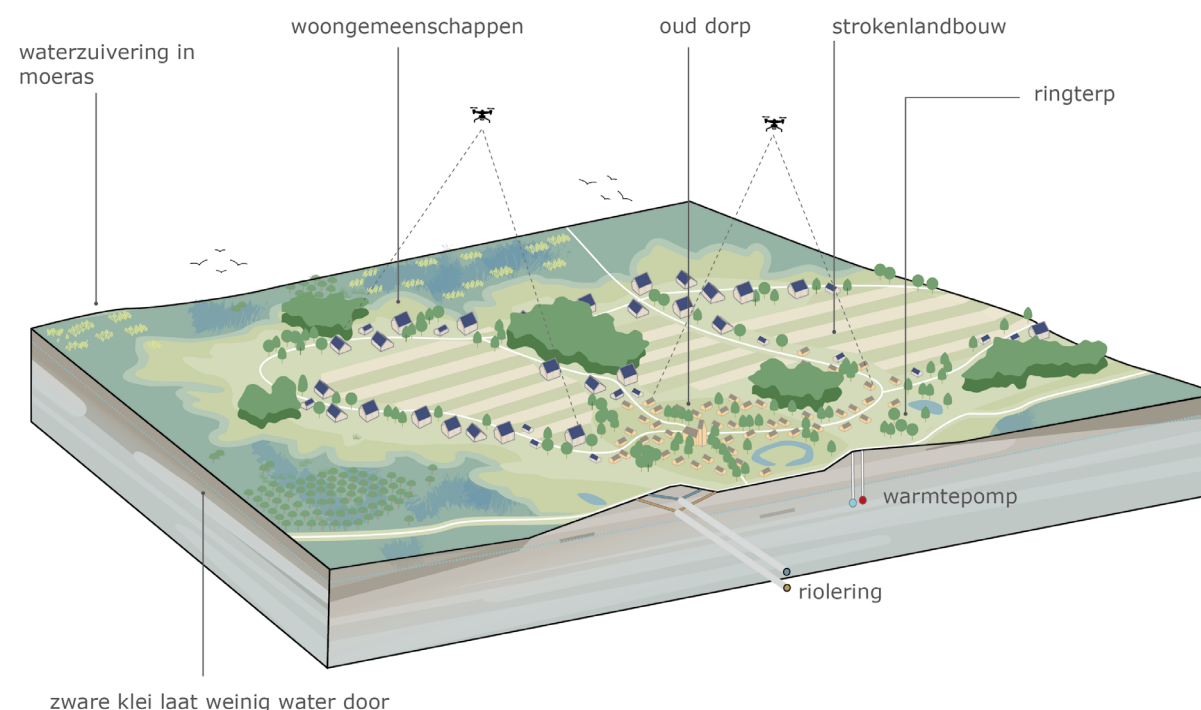 woongemeenschappen
oud dorp
strokenlandbouw
waterzuivering in
moeras
ringterp
warmtepomp
riolering
zware klei laat weinig water door